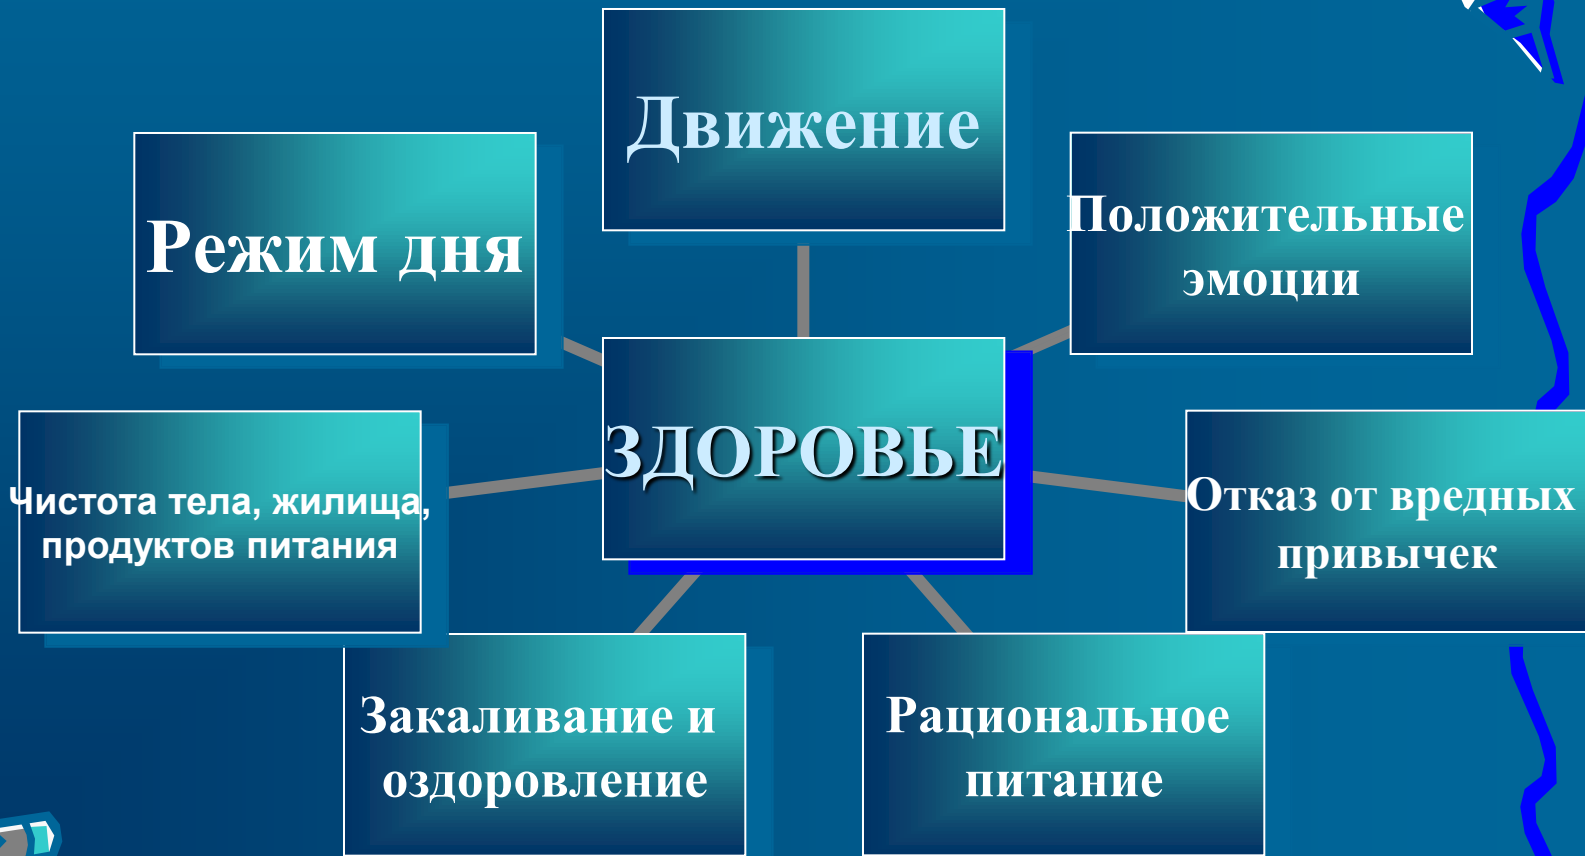 Движение
Режим дня
Положительные
эмоции
ЗДОРОВЬЕ
Чистота тела, жилища,
продуктов питания
Отказ от вредных
привычек
Закаливание и
оздоровление
Рациональное
питание